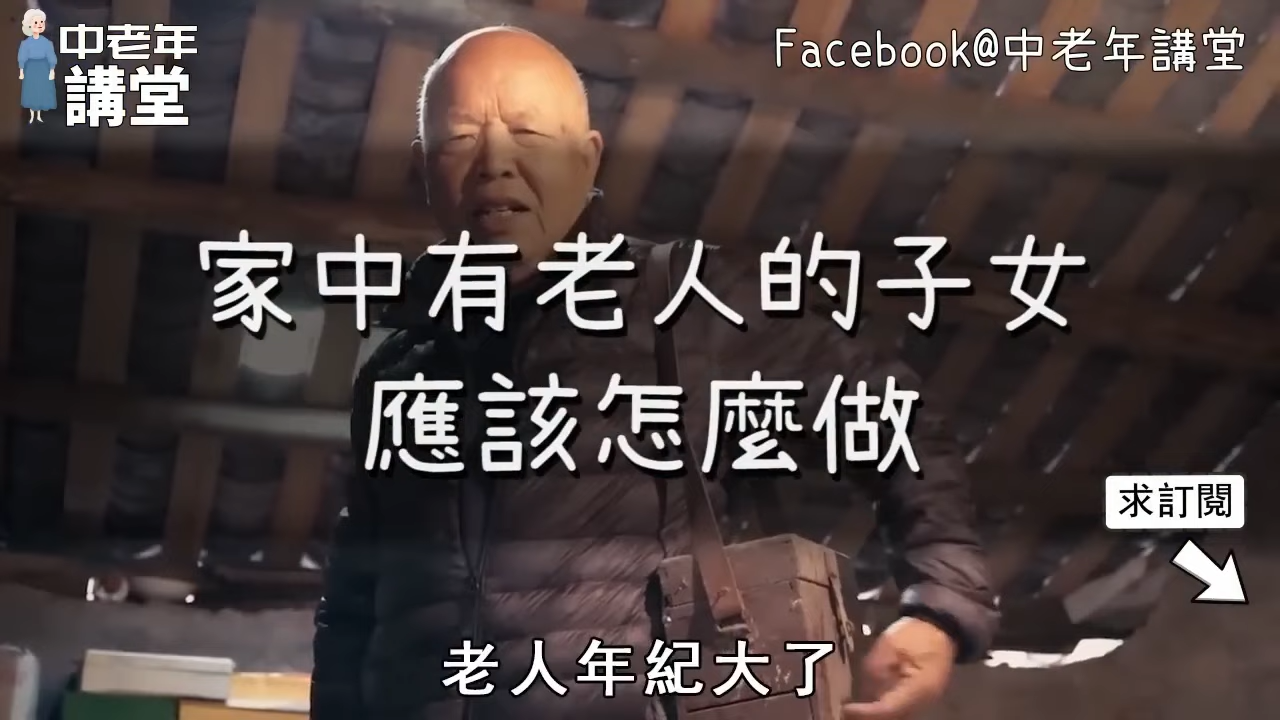 中老年
講堂
Facebook@中老年講堂
家中有老人的子女
應該怎麼做
求訂閱
老人年紀大了